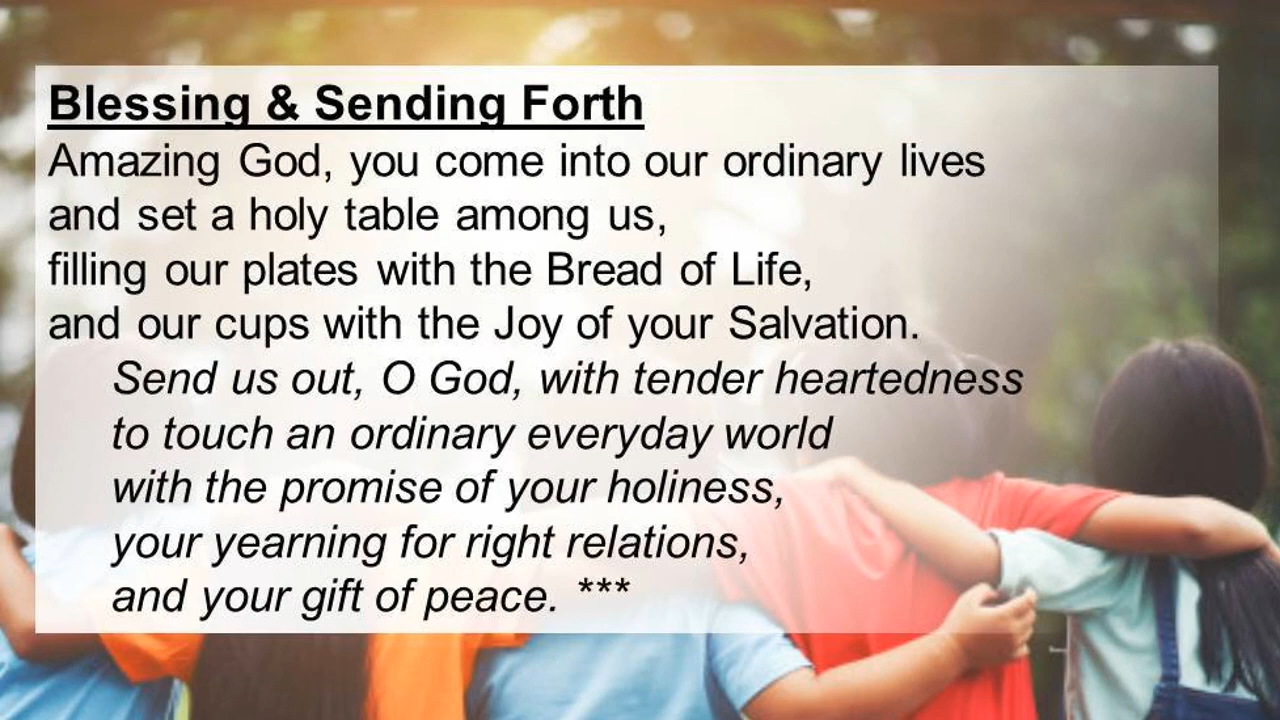 Blessing & Sending Forth
Amazing God, you come into our ordinary lives
and set a holy table among us,
filling our plates with the Bread of Life,
and our cups with the Joy of your Salvation.
Send us out, O God, with tender heartedness
to touch an ordinary everyday world
with the promise of your holiness,
your yearning for right relations,
and your gift of peace. ***